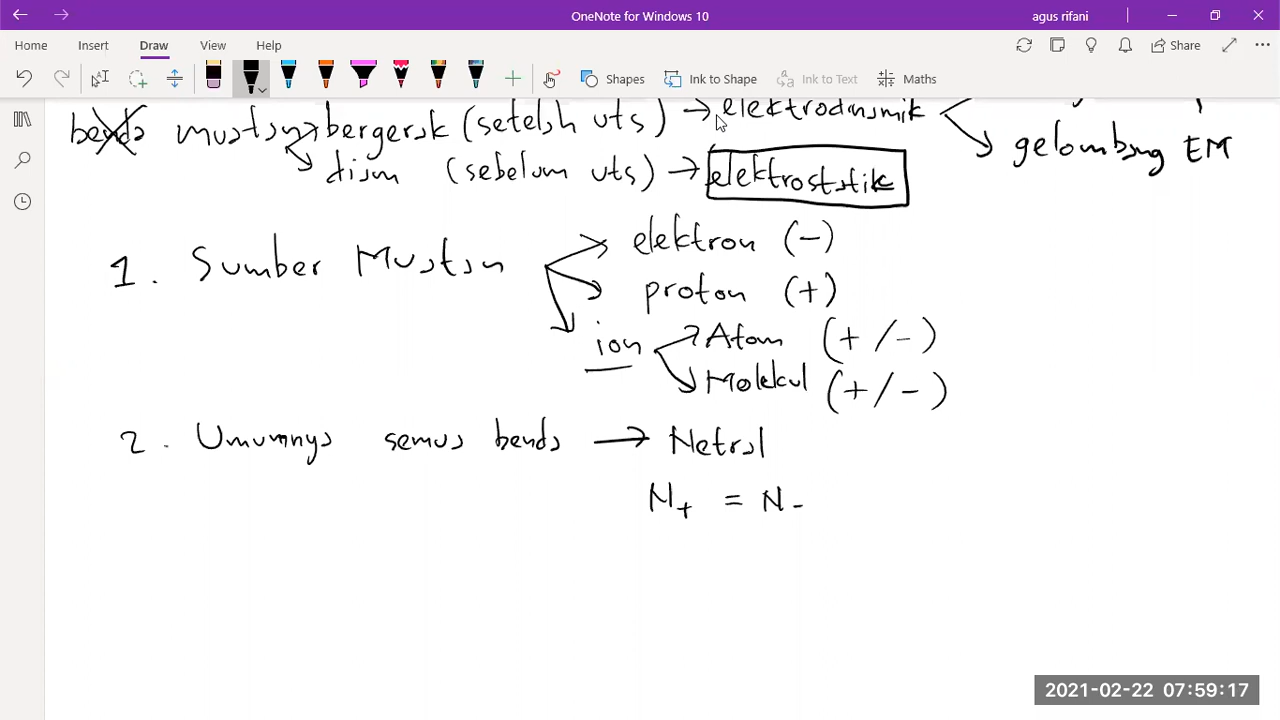 OneNote for Windows 10
agus rifani
Home Insert Draw View Help
Share
Shapes Ink to Shape Ink to Text Maths
benda muatan → bergerak (setelah uts) → elektrodinamik
→ gelombang EM
→ diam (sebelum uts) → elektrostatik
1. Sumber Muatan → elektron (-)
→ proton (+)
→ ion → Atom (+/-)
→ Molekul (+/-)
2. Umumnya semua benda → Netral
N+ = N-
2021-02-22 07:59:17